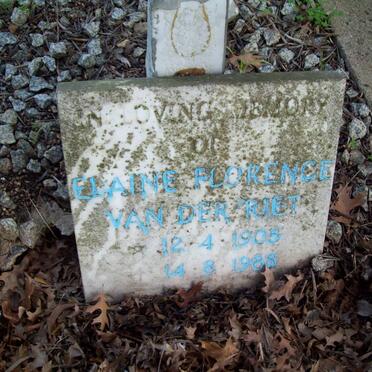 IN LOVING MEMORY
OF
ELAINE FLORENCE
VAN DER RIET
12.4.1908
14.8.1988